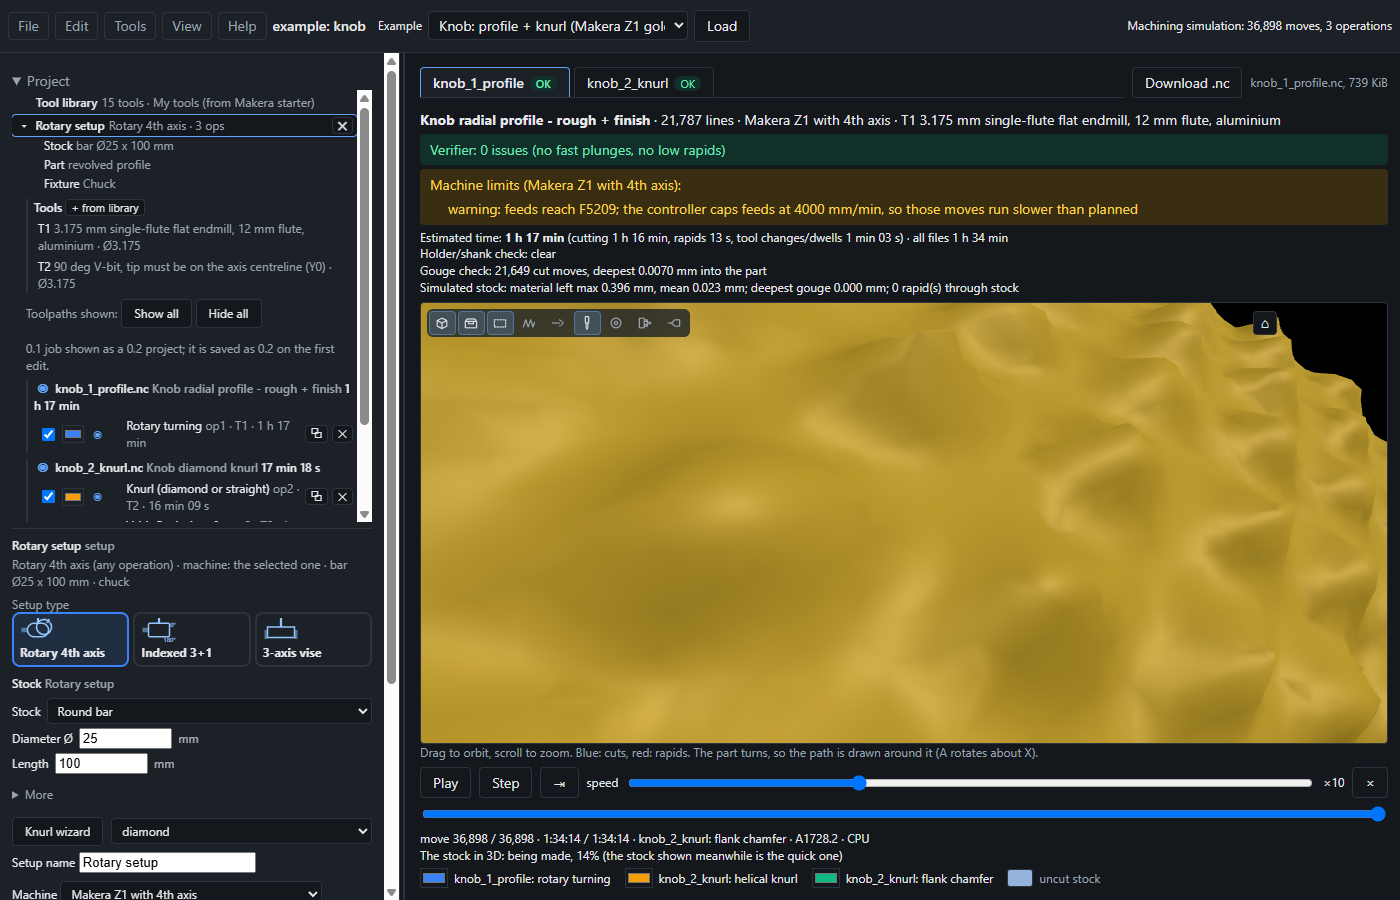 File Edit Tools View Help example: knob Example Knob: profile + knurl (Makera Z1 gol Load Machining simulation: 36,898 moves, 3 operations
Project
Tool library 15 tools · My tools (from Makera starter)
Rotary setup Rotary 4th axis · 3 ops
Stock bar Ø25 x 100 mm
Part revolved profile
Fixture Chuck
Tools + from library
T1 3.175 mm single-flute flat endmill, 12 mm flute,
aluminium · Ø3.175
T2 90 deg V-bit, tip must be on the axis centreline (Y0) ·
Ø3.175
Toolpaths shown: Show all Hide all
0.1 job shown as a 0.2 project; it is saved as 0.2 on the first
edit.
knob_1_profile.nc Knob radial profile - rough + finish 1
h 17 min
Rotary turning op1 · T1 · 1 h 17
min
knob_2_knurl.nc Knob diamond knurl 17 min 18 s
Knurl (diamond or straight) op2 ·
T2 · 16 min 09 s
Rotary setup setup
Rotary 4th axis (any operation) · machine: the selected one · bar
Ø25 x 100 mm · chuck
Setup type
Rotary 4th axis Indexed 3+1 3-axis vise
Stock Rotary setup
Stock Round bar
Diameter Ø 25 mm
Length 100 mm
More
Knurl wizard diamond
Setup name Rotary setup
Machine Makera Z1 with 4th axis
knob_1_profile OK knob_2_knurl OK Download .nc knob_1_profile.nc, 739 KiB
Knob radial profile - rough + finish · 21,787 lines · Makera Z1 with 4th axis · T1 3.175 mm single-flute flat endmill, 12 mm flute, aluminium
Verifier: 0 issues (no fast plunges, no low rapids)
Machine limits (Makera Z1 with 4th axis):
warning: feeds reach F5209; the controller caps feeds at 4000 mm/min, so those moves run slower than planned
Estimated time: 1 h 17 min (cutting 1 h 16 min, rapids 13 s, tool changes/dwells 1 min 03 s) · all files 1 h 34 min
Holder/shank check: clear
Gouge check: 21,649 cut moves, deepest 0.0070 mm into the part
Simulated stock: material left max 0.396 mm, mean 0.023 mm; deepest gouge 0.000 mm; 0 rapid(s) through stock
Drag to orbit, scroll to zoom. Blue: cuts, red: rapids. The part turns, so the path is drawn around it (A rotates about X).
Play Step ⇥ speed ×10 ×
move 36,898 / 36,898 · 1:34:14 / 1:34:14 · knob_2_knurl: flank chamfer · A1728.2 · CPU
The stock in 3D: being made, 14% (the stock shown meanwhile is the quick one)
knob_1_profile: rotary turning knob_2_knurl: helical knurl knob_2_knurl: flank chamfer uncut stock